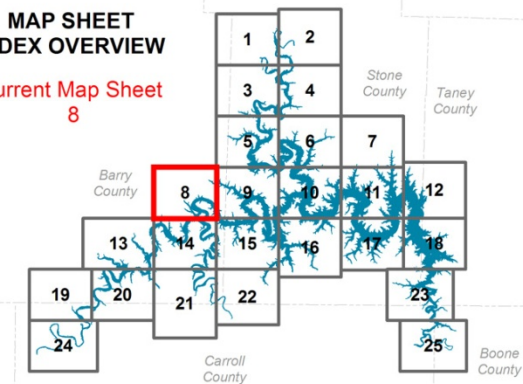 MAP SHEET
NDEX OVERVIEW
urrent Map Sheet
8
1 2
3 4
Stone
County
Taney
County
5 6 7
Barry
County
8 9 10 11 12
13 14 15 16 17 18
19 20 21 22 23
24 25
Carroll
County
Boone
County